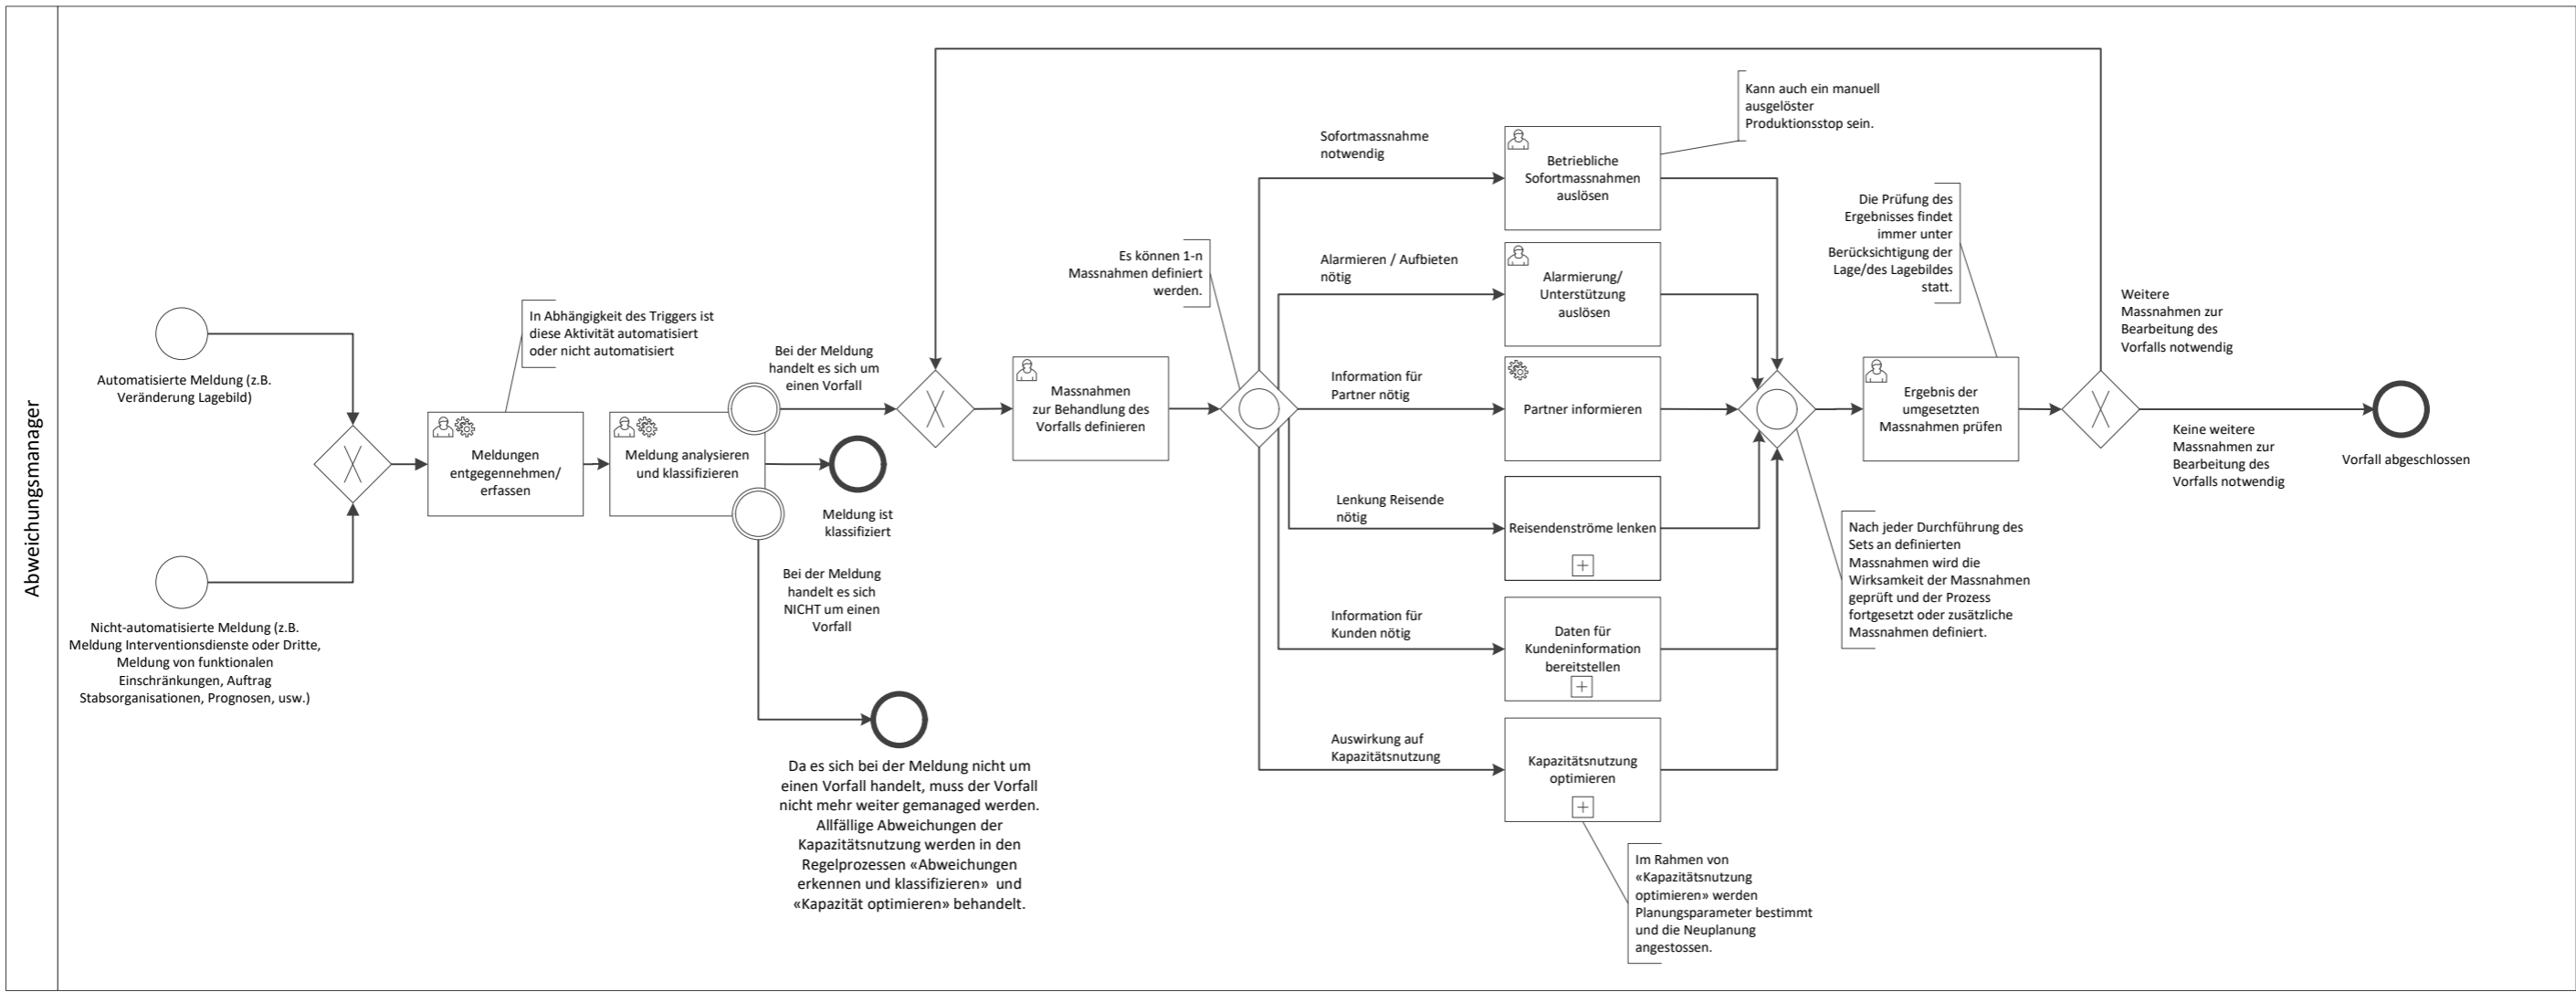 Abweichungsmanager
Automatisierte Meldung (z.B.
Veränderung Lagebild)
Nicht-automatisierte Meldung (z.B.
Meldung Interventionsdienste oder Dritte,
Meldung von funktionalen
Einschränkungen, Auftrag
Stabsorganisationen, Prognosen, usw.)
In Abhängigkeit des Triggers ist
diese Aktivität automatisiert
oder nicht automatisiert
Meldungen
entgegennehmen/
erfassen
Meldung analysieren
und klassifizieren
Bei der Meldung
handelt es sich um
einen Vorfall
Meldung ist
klassifiziert
Bei der Meldung
handelt es sich
NICHT um einen
Vorfall
Da es sich bei der Meldung nicht um
einen Vorfall handelt, muss der Vorfall
nicht mehr weiter gemanaged werden.
Allfällige Abweichungen der
Kapazitätsnutzung werden in den
Regelprozessen «Abweichungen
erkennen und klassifizieren» und
«Kapazität optimieren» behandelt.
Massnahmen
zur Behandlung des
Vorfalls definieren
Es können 1-n
Massnahmen definiert
werden.
Sofortmassnahme
notwendig
Alarmieren / Aufbieten
nötig
Information für
Partner nötig
Lenkung Reisende
nötig
Information für
Kunden nötig
Auswirkung auf
Kapazitätsnutzung
Betriebliche
Sofortmassnahmen
auslösen
Kann auch ein manuell
ausgelöster
Produktionsstop sein.
Alarmierung/
Unterstützung
auslösen
Partner informieren
Reisendenströme lenken
Daten für
Kundeninformation
bereitstellen
Kapazitätsnutzung
optimieren
Im Rahmen von
«Kapazitätsnutzung
optimieren» werden
Planungsparameter bestimmt
und die Neuplanung
angestossen.
Die Prüfung des
Ergebnisses findet
immer unter
Berücksichtigung der
Lage/des Lagebildes
statt.
Ergebnis der
umgesetzten
Massnahmen prüfen
Nach jeder Durchführung des
Sets an definierten
Massnahmen wird die
Wirksamkeit der Massnahmen
geprüft und der Prozess
fortgesetzt oder zusätzliche
Massnahmen definiert.
Weitere
Massnahmen zur
Bearbeitung des
Vorfalls notwendig
Keine weitere
Massnahmen zur
Bearbeitung des
Vorfalls notwendig
Vorfall abgeschlossen